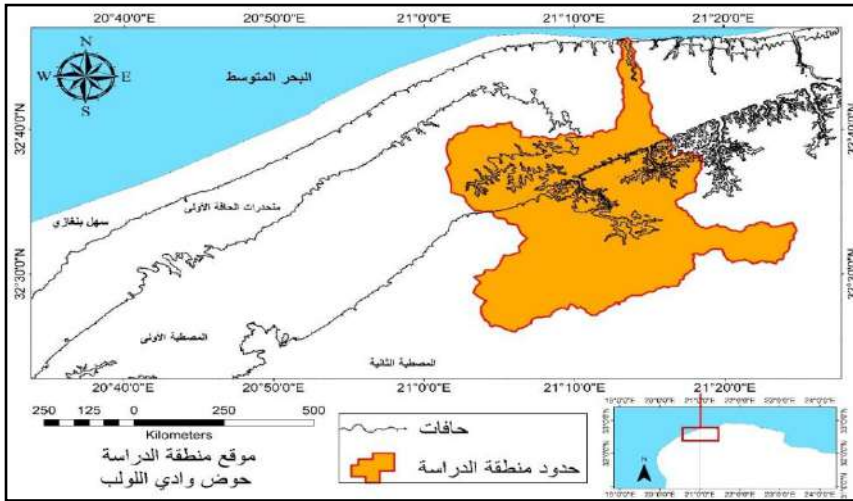 20°40'0"E 20°50'0"E 21°0'0"E 21°10'0"E 21°20'0"E
N
W E
S
البحر المتوسط
32°40'0"N
سهل بنغازي
منحدرات الحافة الأولى
32°30'0"N
المصطبة الأولى
المصطبة الثانية
20°40'0"E 20°50'0"E 21°0'0"E 21°10'0"E 21°20'0"E
250 125 0 250 500
Kilometers
موقع منطقة الدراسة
حوض وادي اللولب
حافات
حدود منطقة الدراسة
N